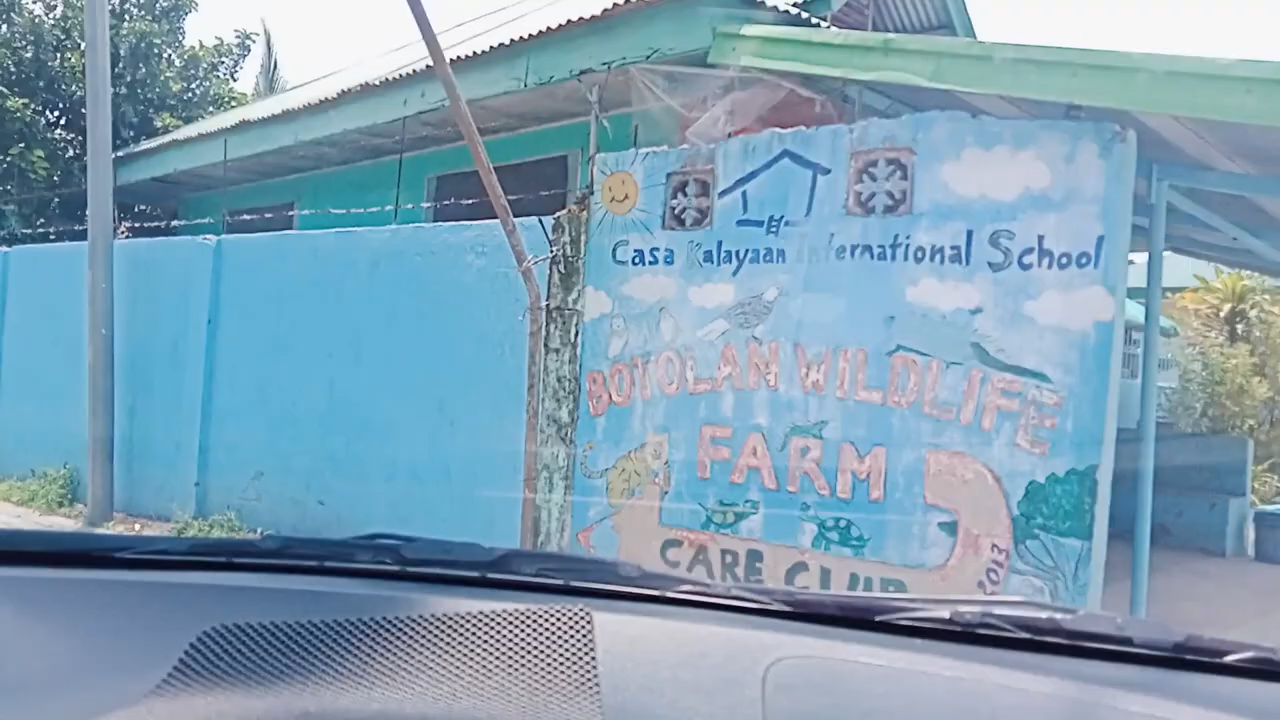 Casa Kalayaan International School
BOTOLAN WILDLIFE
FARM
CARE CLUB
2013